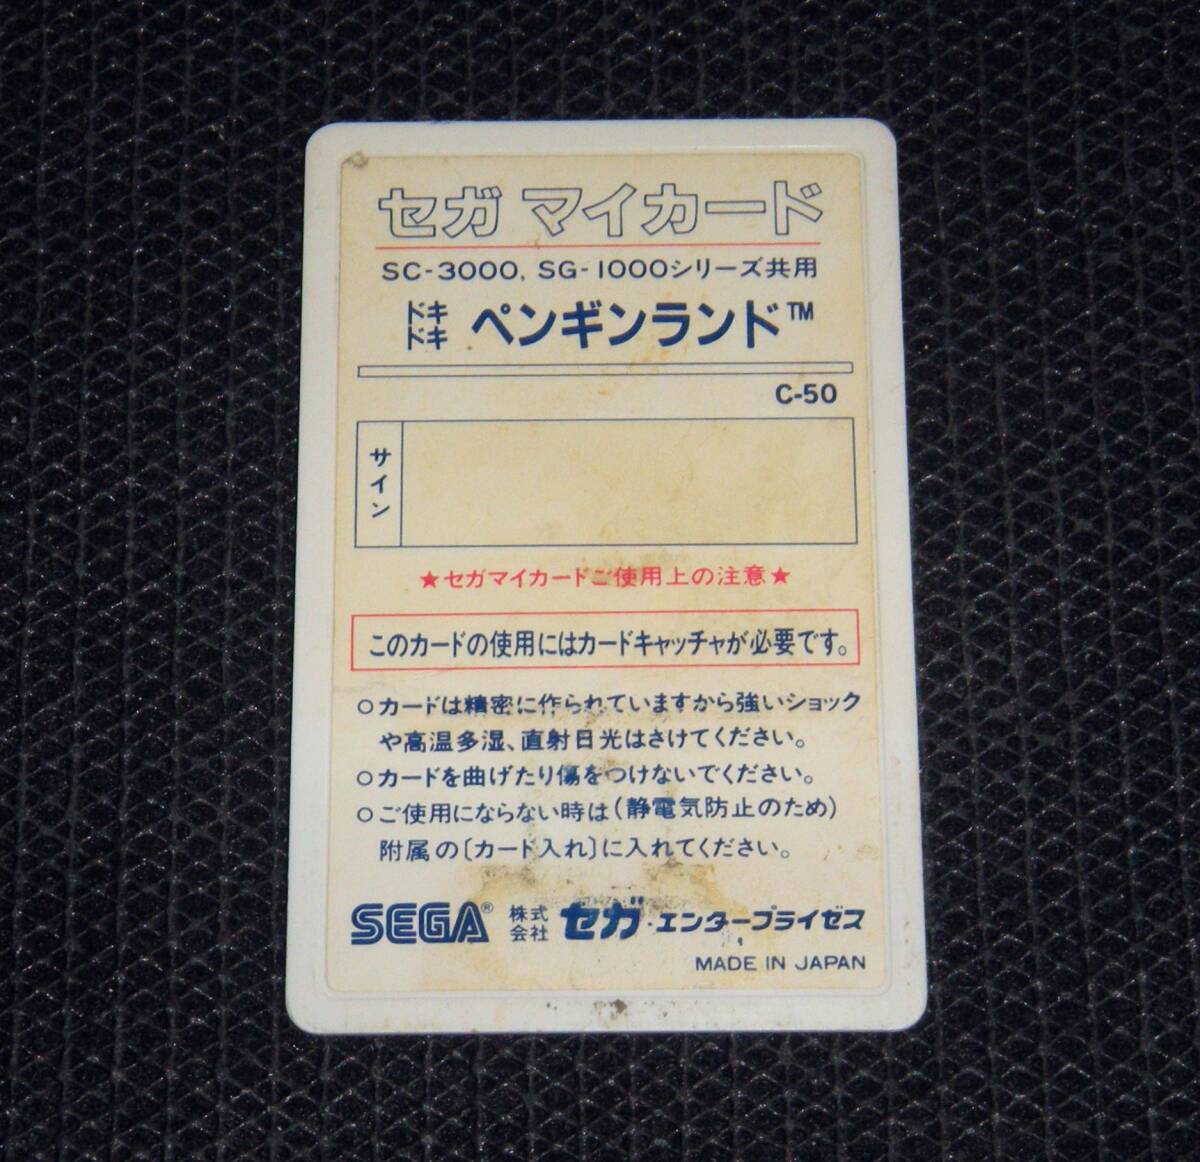 セガ マイカード
SC-3000, SG-1000シリーズ共用
ドキドキ ペンギンランド™
C-50
サイン
★セガマイカードご使用上の注意★
このカードの使用にはカードキャッチャが必要です。
○カードは精密に作られていますから強いショック
や高温多湿、直射日光はさけてください。
○カードを曲げたり傷をつけないでください。
○ご使用にならない時は(静電気防止のため)
附属の〔カード入れ〕に入れてください。
SEGA® 株式会社 セガ・エンタープライゼス
MADE IN JAPAN